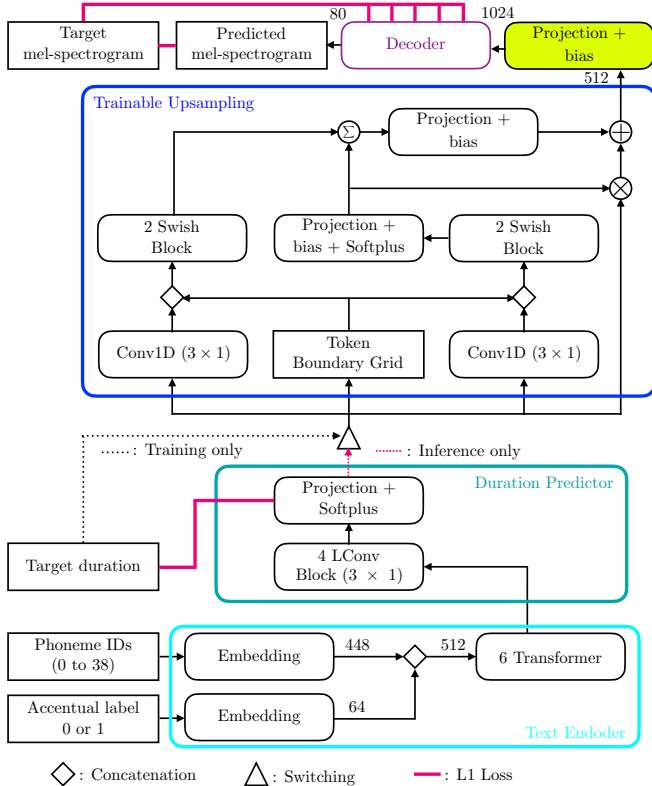 80
1024
Target
mel-spectrogram
Predicted
mel-spectrogram
Decoder
Projection +
bias
512
Trainable Upsampling
Σ
Projection +
bias
2 Swish
Block
Projection +
bias + Softplus
2 Swish
Block
Conv1D (3 × 1)
Token
Boundary Grid
Conv1D (3 × 1)
: Training only
: Inference only
Projection +
Softplus
Duration Predictor
Target duration
4 LConv
Block (3 × 1)
Phoneme IDs
(0 to 38)
Embedding
448
512
6 Transformer
Accentual label
0 or 1
Embedding
64
Text Endoder
: Concatenation
: Switching
: L1 Loss